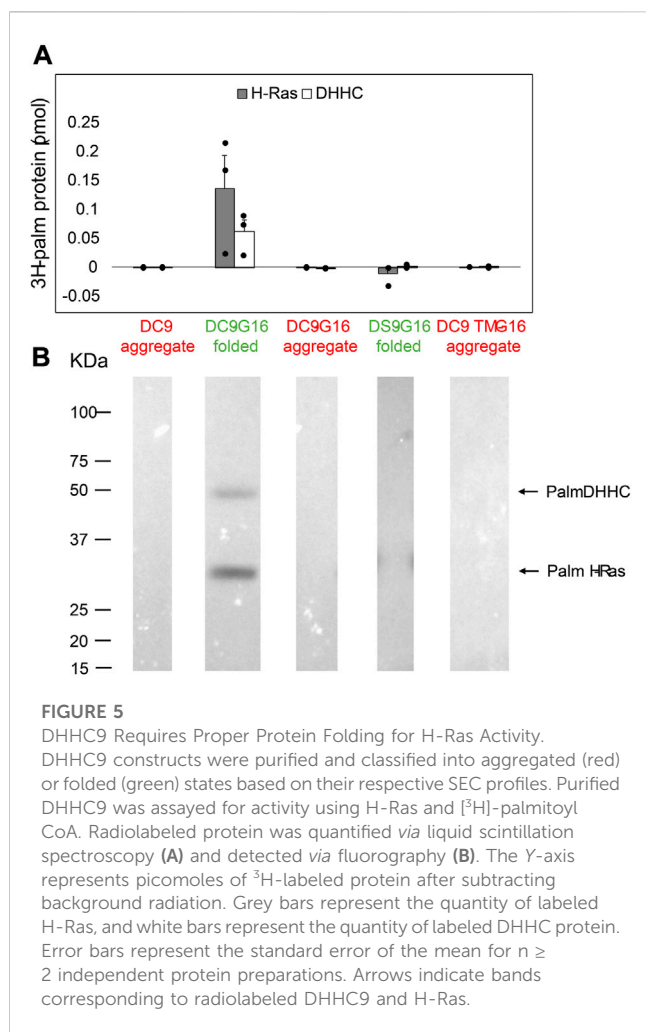 A
H-Ras DHHC
3H-palm protein (pmol)
0.25
0.2
0.15
0.1
0.05
0
-0.05
DC9 DC9G16 DC9G16 DS9G16 DC9 TMG16
aggregate folded aggregate folded aggregate
B KDa
100
75
50
37
25
20
15
PalmDHHC
Palm HRas
FIGURE 5
DHHC9 Requires Proper Protein Folding for H-Ras Activity.
DHHC9 constructs were purified and classified into aggregated (red)
or folded (green) states based on their respective SEC profiles. Purified
DHHC9 was assayed for activity using H-Ras and [³H]-palmitoyl
CoA. Radiolabeled protein was quantified via liquid scintillation
spectroscopy (A) and detected via fluorography (B). The Y-axis
represents picomoles of ³H-labeled protein after subtracting
background radiation. Grey bars represent the quantity of labeled
H-Ras, and white bars represent the quantity of labeled DHHC protein.
Error bars represent the standard error of the mean for n ≥
2 independent protein preparations. Arrows indicate bands
corresponding to radiolabeled DHHC9 and H-Ras.